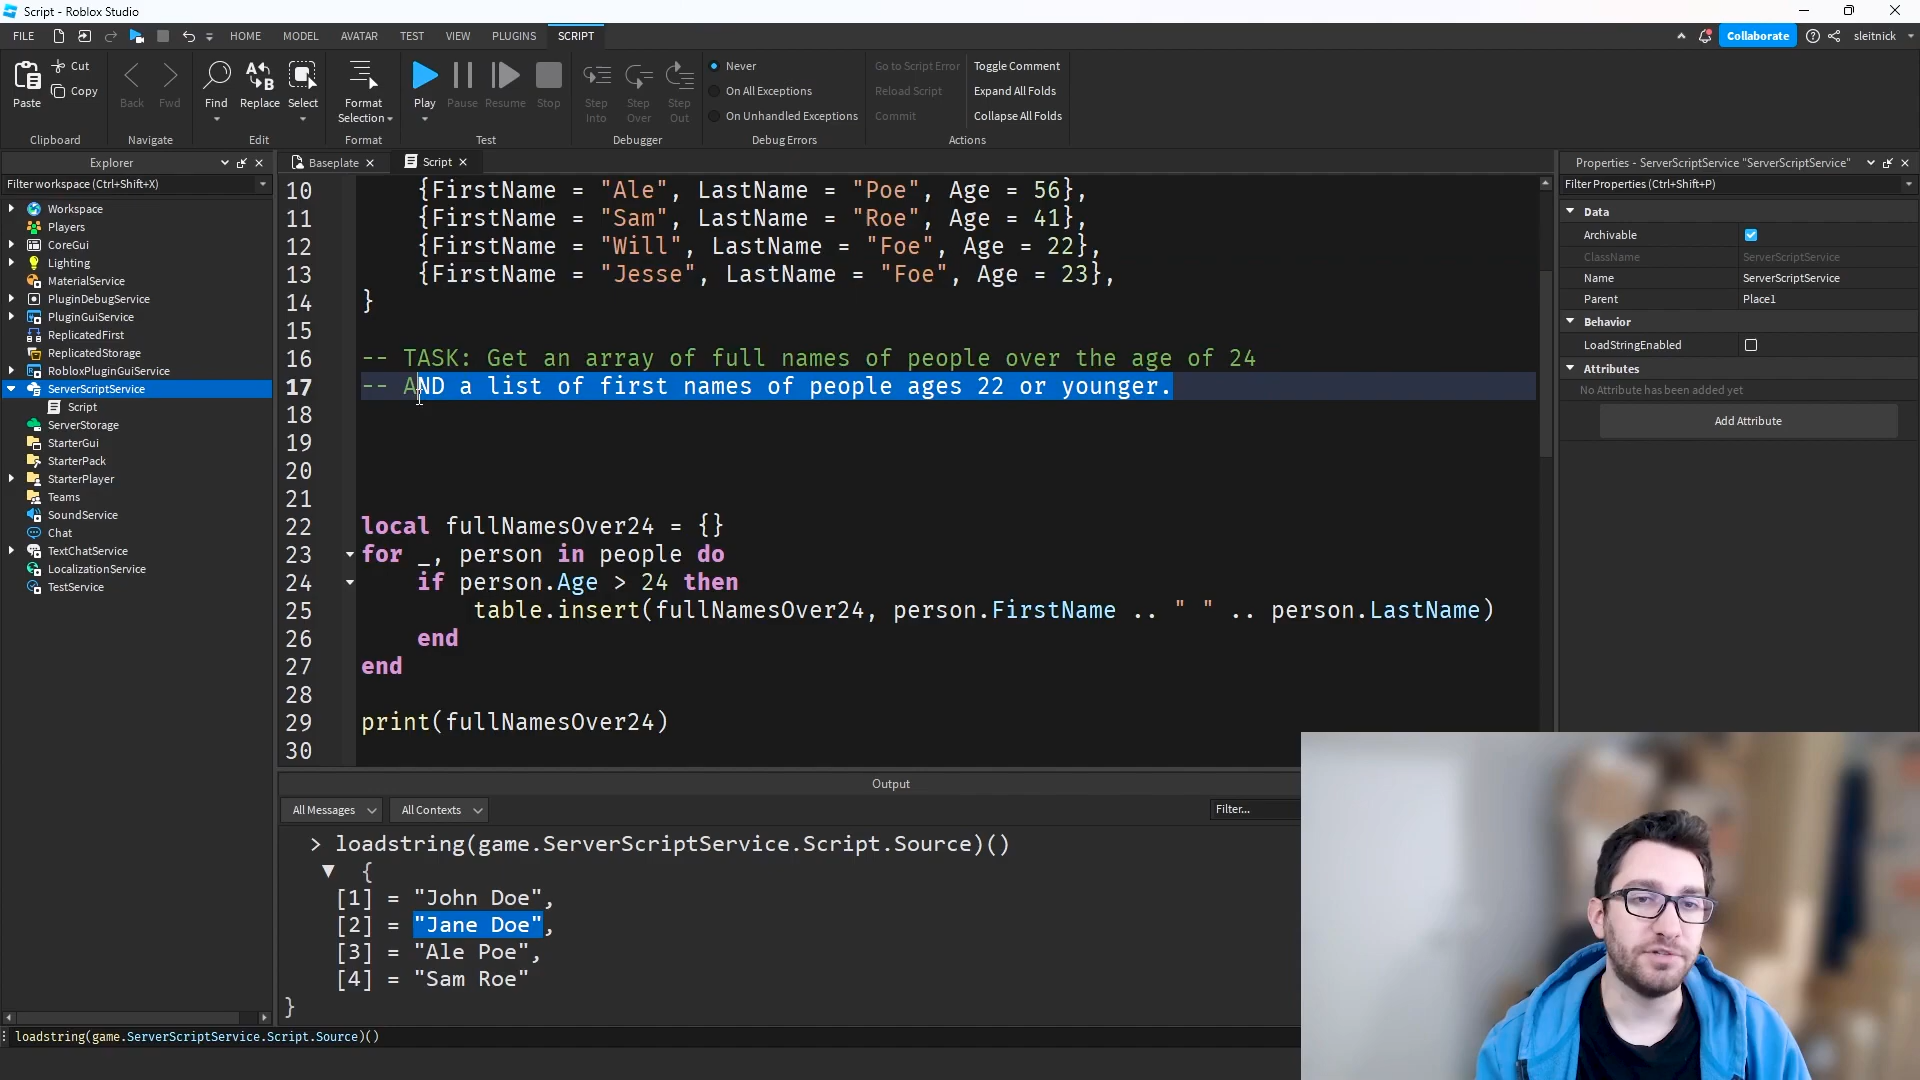 Script - Roblox Studio
FILE HOME MODEL AVATAR TEST VIEW PLUGINS SCRIPT Collaborate sleitnick
Paste Cut Copy Clipboard
Back Fwd Navigate
Find Replace Select Edit
Format Selection Format
Play Pause Resume Stop Test
Step Into Step Over Step Out Debugger
Never
On All Exceptions
On Unhandled Exceptions
Debug Errors
Go to Script Error
Reload Script
Commit
Toggle Comment
Expand All Folds
Collapse All Folds
Actions
Explorer
Filter workspace (Ctrl+Shift+X)
Workspace
Players
CoreGui
Lighting
MaterialService
PluginDebugService
PluginGuiService
ReplicatedFirst
ReplicatedStorage
RobloxPluginGuiService
ServerScriptService
Script
ServerStorage
StarterGui
StarterPack
StarterPlayer
Teams
SoundService
Chat
TextChatService
LocalizationService
TestService
Baseplate Script
10 {FirstName = "Ale", LastName = "Poe", Age = 56},
11 {FirstName = "Sam", LastName = "Roe", Age = 41},
12 {FirstName = "Will", LastName = "Foe", Age = 22},
13 {FirstName = "Jesse", LastName = "Foe", Age = 23},
14 }
15
16 -- TASK: Get an array of full names of people over the age of 24
17 -- AND a list of first names of people ages 22 or younger.
18
19
20
21
22 local fullNamesOver24 = {}
23 for _, person in people do
24 if person.Age > 24 then
25 table.insert(fullNamesOver24, person.FirstName .. " " .. person.LastName)
26 end
27 end
28
29 print(fullNamesOver24)
30
Output
All Messages All Contexts Filter...
> loadstring(game.ServerScriptService.Script.Source)()
▼ {
[1] = "John Doe",
[2] = "Jane Doe",
[3] = "Ale Poe",
[4] = "Sam Roe"
}
loadstring(game.ServerScriptService.Script.Source)()
Properties - ServerScriptService "ServerScriptService"
Filter Properties (Ctrl+Shift+P)
Data
Archivable
ClassName ServerScriptService
Name ServerScriptService
Parent Place1
Behavior
LoadStringEnabled
Attributes
No Attribute has been added yet
Add Attribute